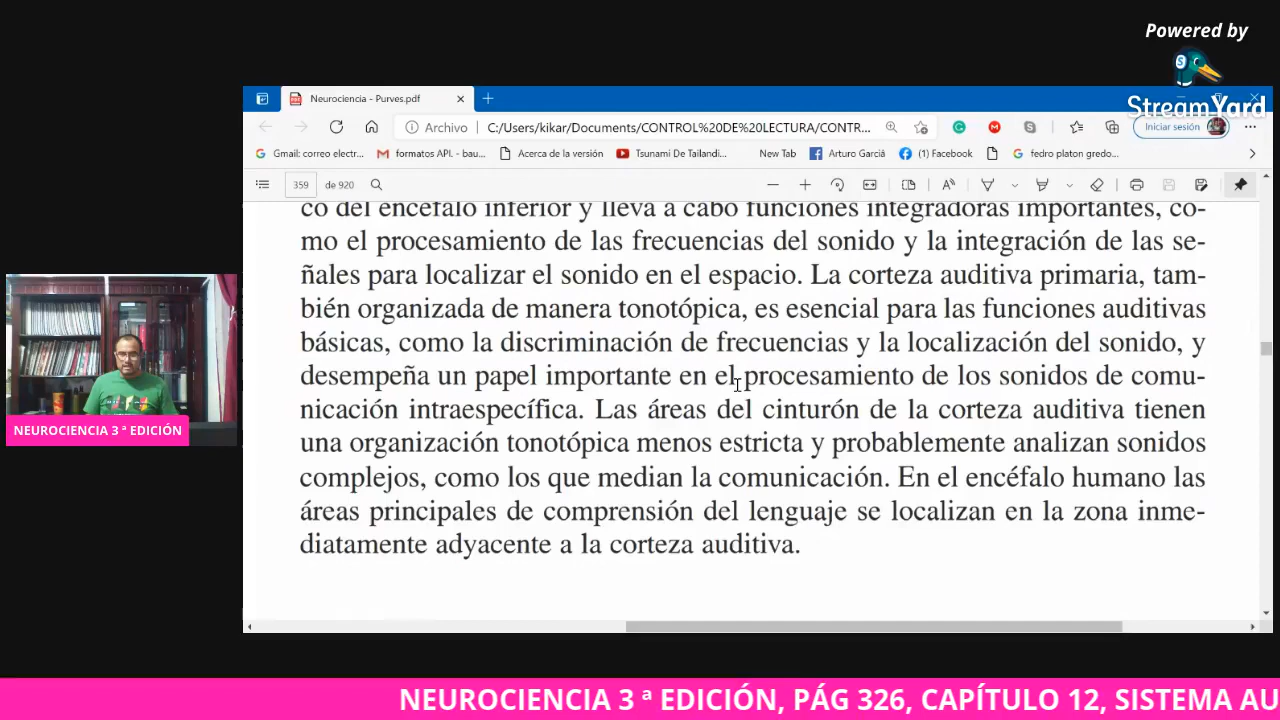 Powered by
StreamYard
Neurociencia - Purves.pdf
Archivo
C:/Users/kikar/Documents/CONTROL%20DE%20LECTURA/CONTR...
Iniciar sesión
Gmail: correo electr...
formatos API. - bau...
Acerca de la versión
Tsunami De Tailandi...
New Tab
Arturo Garciá
(1) Facebook
fedro platon gredo...
359 de 920
co del encéfalo inferior y lleva a cabo funciones integradoras importantes, co-
mo el procesamiento de las frecuencias del sonido y la integración de las se-
ñales para localizar el sonido en el espacio. La corteza auditiva primaria, tam-
bién organizada de manera tonotópica, es esencial para las funciones auditivas
básicas, como la discriminación de frecuencias y la localización del sonido, y
desempeña un papel importante en el procesamiento de los sonidos de comu-
nicación intraespecífica. Las áreas del cinturón de la corteza auditiva tienen
una organización tonotópica menos estricta y probablemente analizan sonidos
complejos, como los que median la comunicación. En el encéfalo humano las
áreas principales de comprensión del lenguaje se localizan en la zona inme-
diatamente adyacente a la corteza auditiva.
NEUROCIENCIA 3 ª EDICIÓN
NEUROCIENCIA 3 ª EDICIÓN, PÁG 326, CAPÍTULO 12, SISTEMA AU